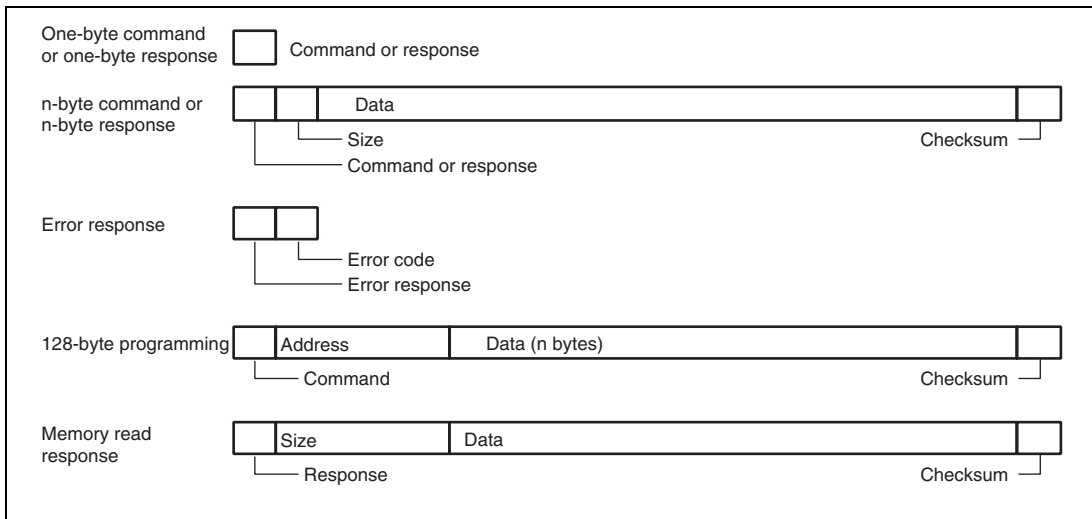 One-byte command
or one-byte response
Command or response
n-byte command or
n-byte response
Data
Size
Checksum
Command or response
Error response
Error code
Error response
128-byte programming
Address
Data (n bytes)
Command
Checksum
Memory read
response
Size
Data
Response
Checksum